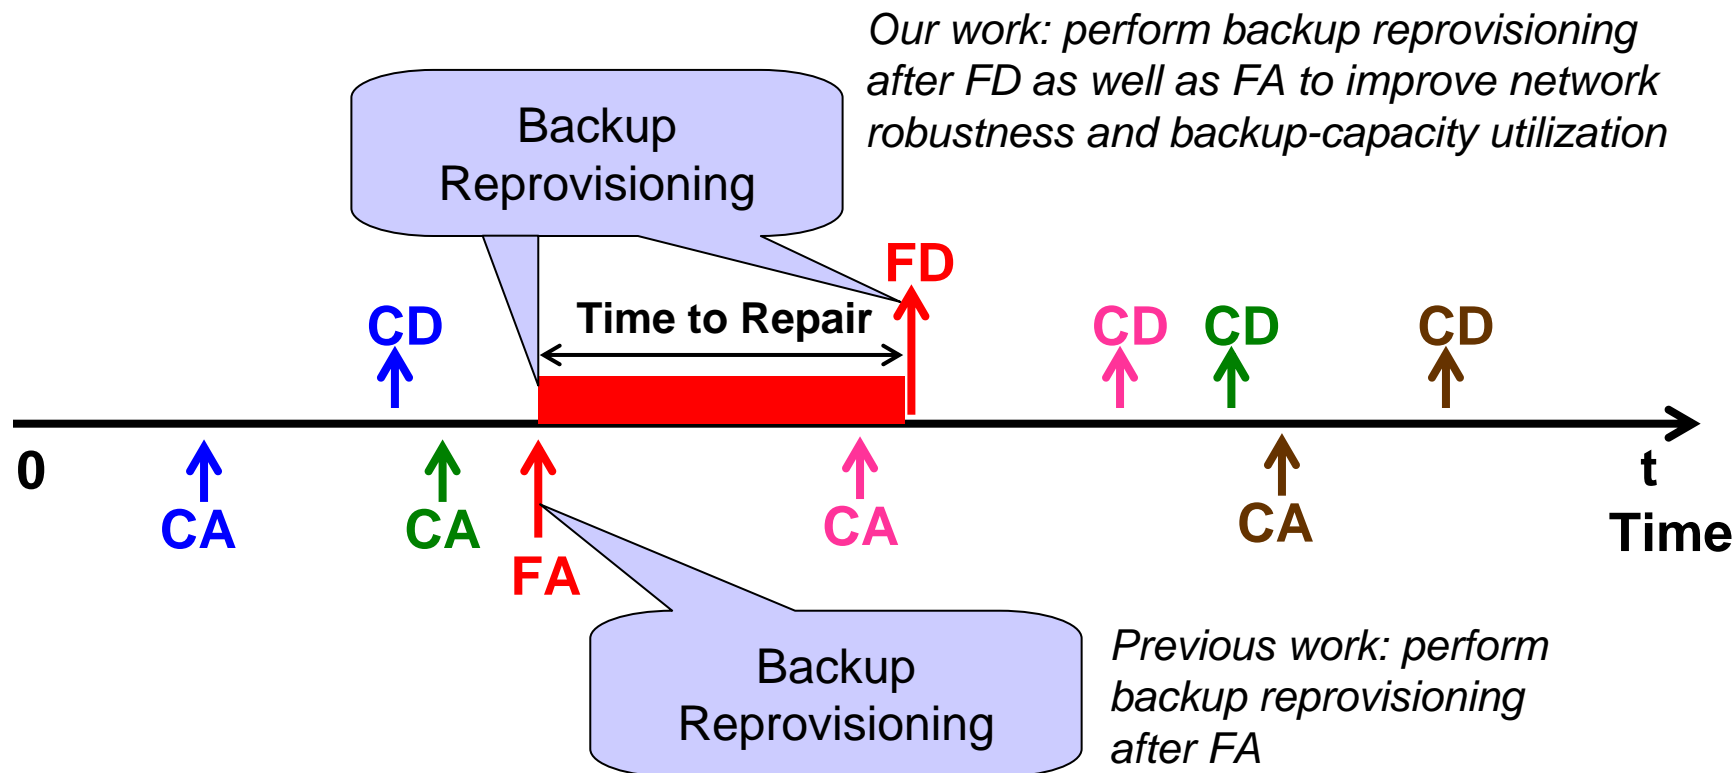 Our work: perform backup reprovisioning
after FD as well as FA to improve network
robustness and backup-capacity utilization
Backup
Reprovisioning
FD
CD
Time to Repair
CD
CD
CD
0
t
CA
CA
CA
CA
Time
FA
Backup
Reprovisioning
Previous work: perform
backup reprovisioning
after FA